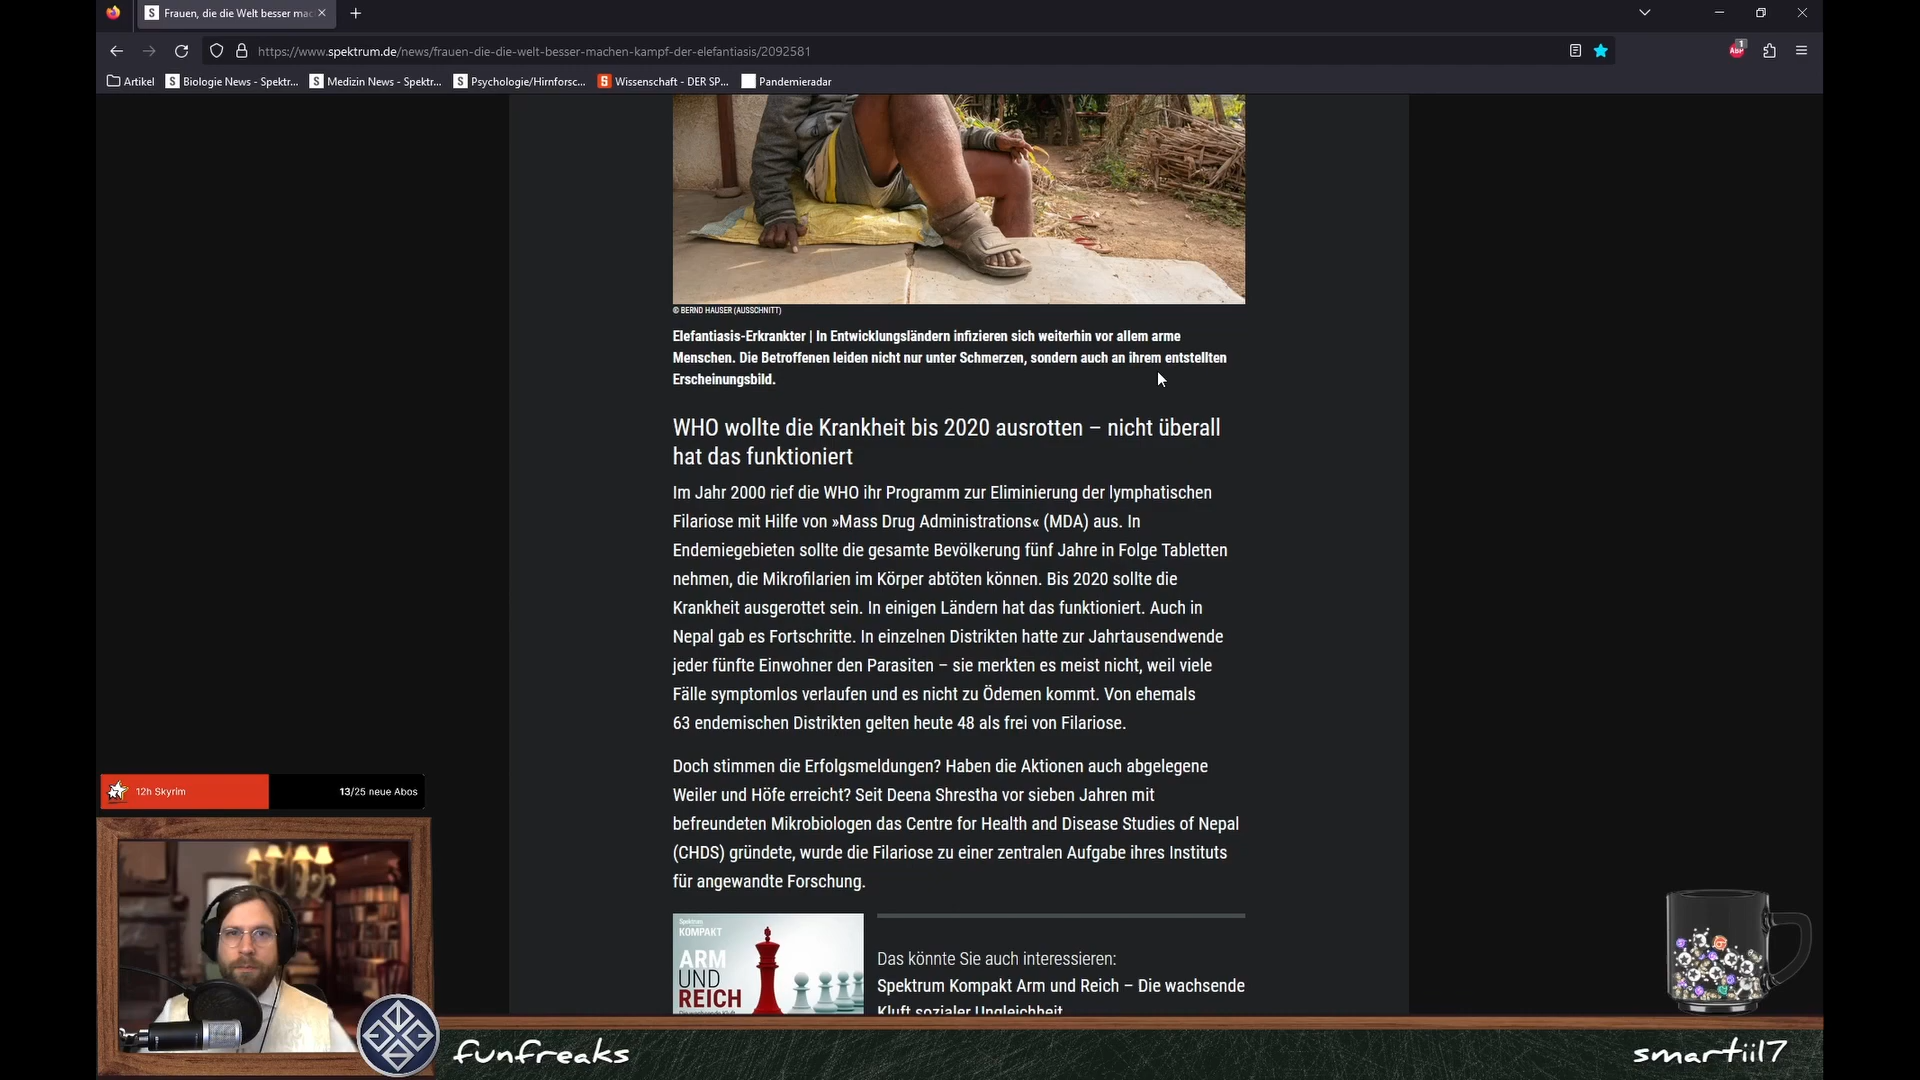 Frauen, die die Welt besser mac
https://www.spektrum.de/news/frauen-die-die-welt-besser-machen-kampf-der-elefantiasis/2092581
ABP
1
Artikel
Biologie News - Spektr...
Medizin News - Spektr...
Psychologie/Hirnforsc...
Wissenschaft - DER SP...
Pandemieradar
© BERND HAUSER (AUSSCHNITT)
Elefantiasis-Erkrankter | In Entwicklungsländern infizieren sich weiterhin vor allem arme
Menschen. Die Betroffenen leiden nicht nur unter Schmerzen, sondern auch an ihrem entstellten
Erscheinungsbild.
WHO wollte die Krankheit bis 2020 ausrotten – nicht überall
hat das funktioniert
Im Jahr 2000 rief die WHO ihr Programm zur Eliminierung der lymphatischen
Filariose mit Hilfe von »Mass Drug Administrations« (MDA) aus. In
Endemiegebieten sollte die gesamte Bevölkerung fünf Jahre in Folge Tabletten
nehmen, die Mikrofilarien im Körper abtöten können. Bis 2020 sollte die
Krankheit ausgerottet sein. In einigen Ländern hat das funktioniert. Auch in
Nepal gab es Fortschritte. In einzelnen Distrikten hatte zur Jahrtausendwende
jeder fünfte Einwohner den Parasiten – sie merkten es meist nicht, weil viele
Fälle symptomlos verlaufen und es nicht zu Ödemen kommt. Von ehemals
63 endemischen Distrikten gelten heute 48 als frei von Filariose.
Doch stimmen die Erfolgsmeldungen? Haben die Aktionen auch abgelegene
Weiler und Höfe erreicht? Seit Deena Shrestha vor sieben Jahren mit
befreundeten Mikrobiologen das Centre for Health and Disease Studies of Nepal
(CHDS) gründete, wurde die Filariose zu einer zentralen Aufgabe ihres Instituts
für angewandte Forschung.
Spektrum
KOMPAKT
ARM
UND
REICH
Das könnte Sie auch interessieren:
Spektrum Kompakt Arm und Reich – Die wachsende
Kluft sozialer Ungleichheit
12h Skyrim
13/25 neue Abos
funfreaks
smartii17